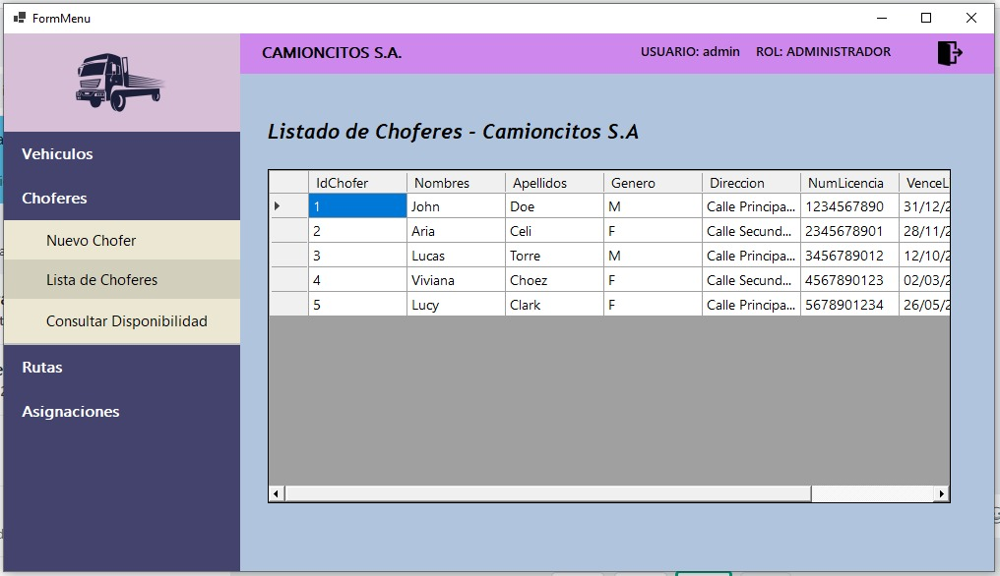 FormMenu
CAMIONCITOS S.A. USUARIO: admin ROL: ADMINISTRADOR
Vehiculos
Choferes
Nuevo Chofer
Lista de Choferes
Consultar Disponibilidad
Rutas
Asignaciones
Listado de Choferes - Camioncitos S.A
IdChofer Nombres Apellidos Genero Direccion NumLicencia VenceL
1 John Doe M Calle Principa... 1234567890 31/12/2
2 Aria Celi F Calle Secund... 2345678901 28/11/2
3 Lucas Torre M Calle Principa... 3456789012 12/10/2
4 Viviana Choez F Calle Secund... 4567890123 02/03/2
5 Lucy Clark F Calle Principa... 5678901234 26/05/2